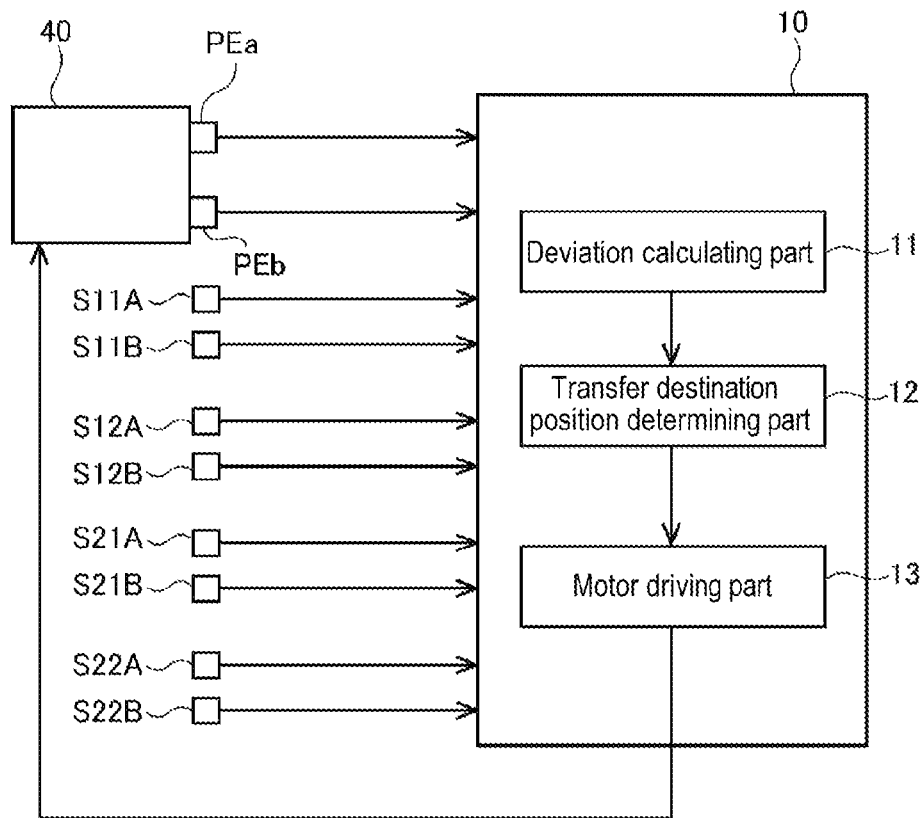 40
PEa
10
PEb
Deviation calculating part
11
S11A
S11B
Transfer destination
position determining part
12
S12A
S12B
S21A
S21B
Motor driving part
13
S22A
S22B